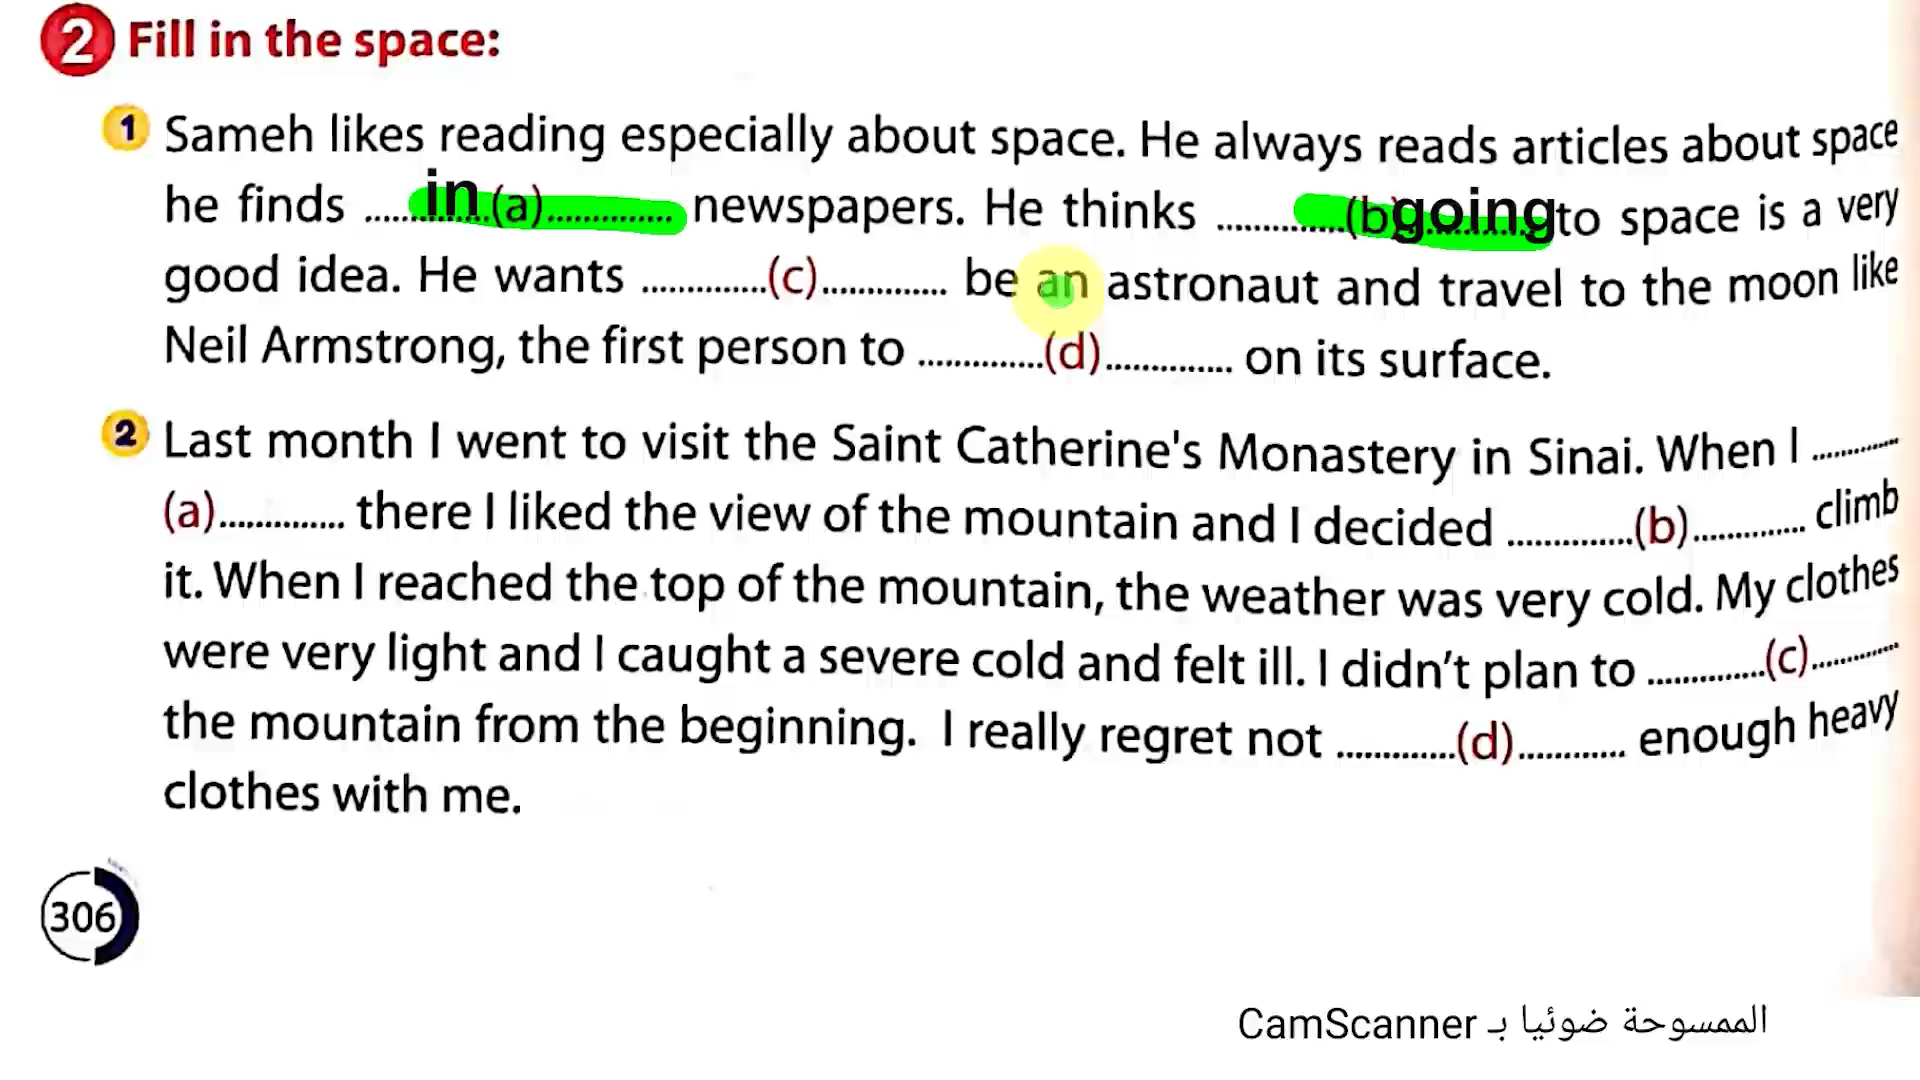 2 Fill in the space:
1 Sameh likes reading especially about space. He always reads articles about space
he finds ......in.(a)............... newspapers. He thinks ...............(b)going to space is a very
good idea. He wants ..............(c).............. be an astronaut and travel to the moon like
Neil Armstrong, the first person to ..............(d).............. on its surface.
2 Last month I went to visit the Saint Catherine's Monastery in Sinai. When I ..........
(a).............. there I liked the view of the mountain and I decided ..............(b)............. climb
it. When I reached the top of the mountain, the weather was very cold. My clothes
were very light and I caught a severe cold and felt ill. I didn't plan to .............(c)..........
the mountain from the beginning. I really regret not .............(d)............ enough heavy
clothes with me.
306
الممسوحة ضوئيا بـ CamScanner